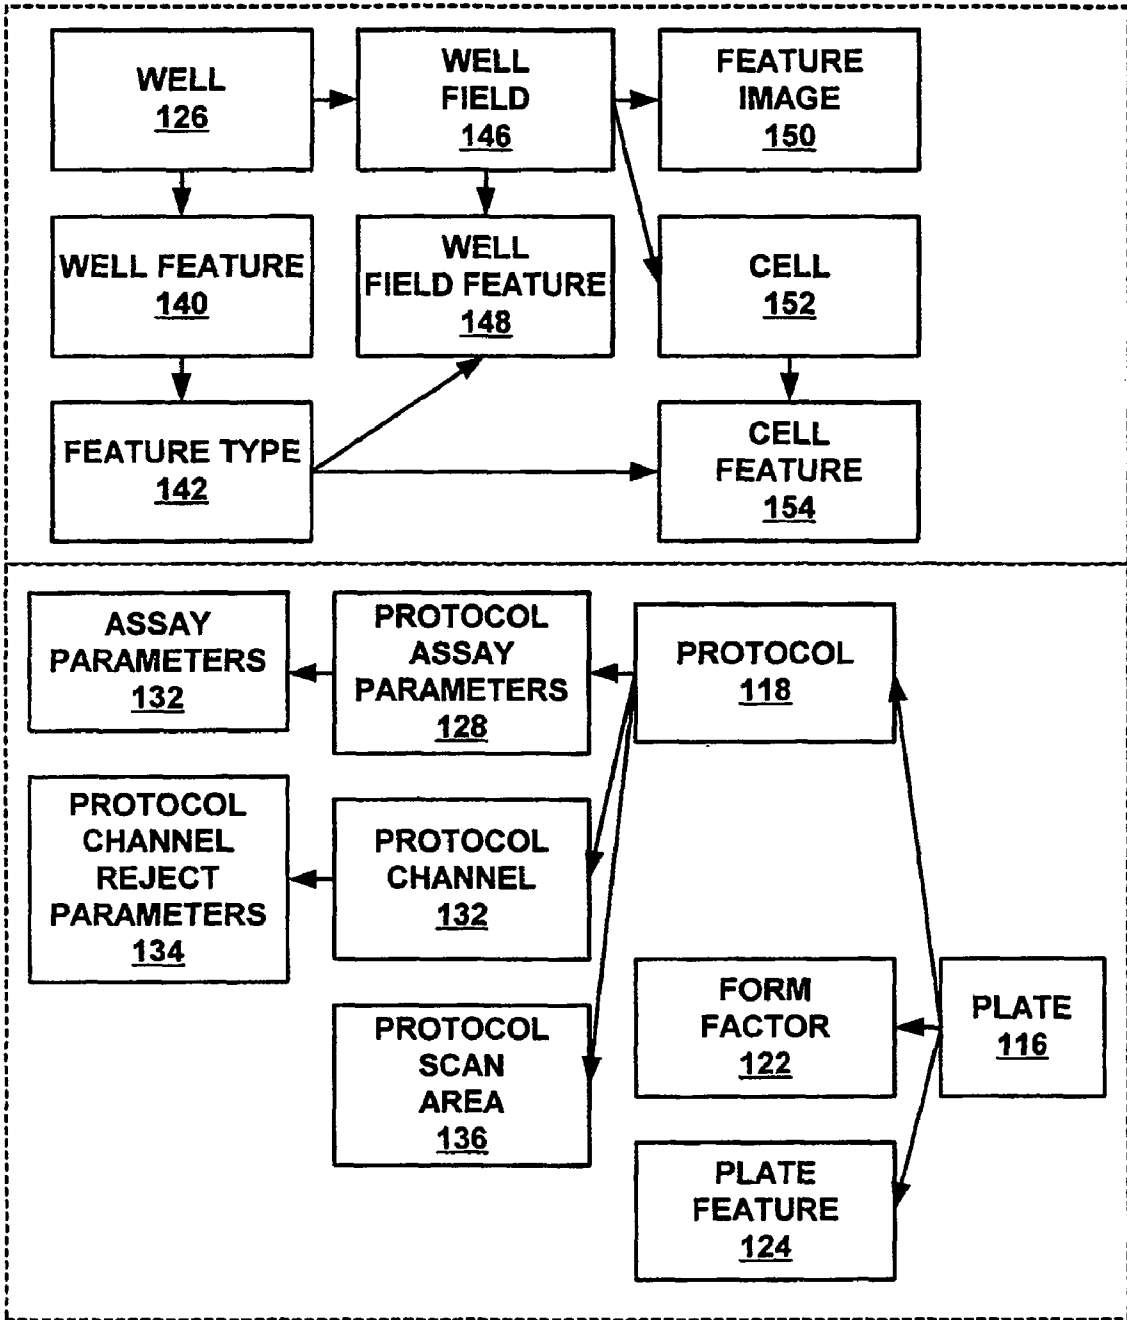 WELL
126
WELL
FIELD
146
FEATURE
IMAGE
150
WELL FEATURE
140
WELL
FIELD FEATURE
148
CELL
152
FEATURE TYPE
142
CELL
FEATURE
154
ASSAY
PARAMETERS
132
PROTOCOL
ASSAY
PARAMETERS
128
PROTOCOL
118
PROTOCOL
CHANNEL
REJECT
PARAMETERS
134
PROTOCOL
CHANNEL
132
FORM
FACTOR
122
PLATE
116
PROTOCOL
SCAN
AREA
136
PLATE
FEATURE
124